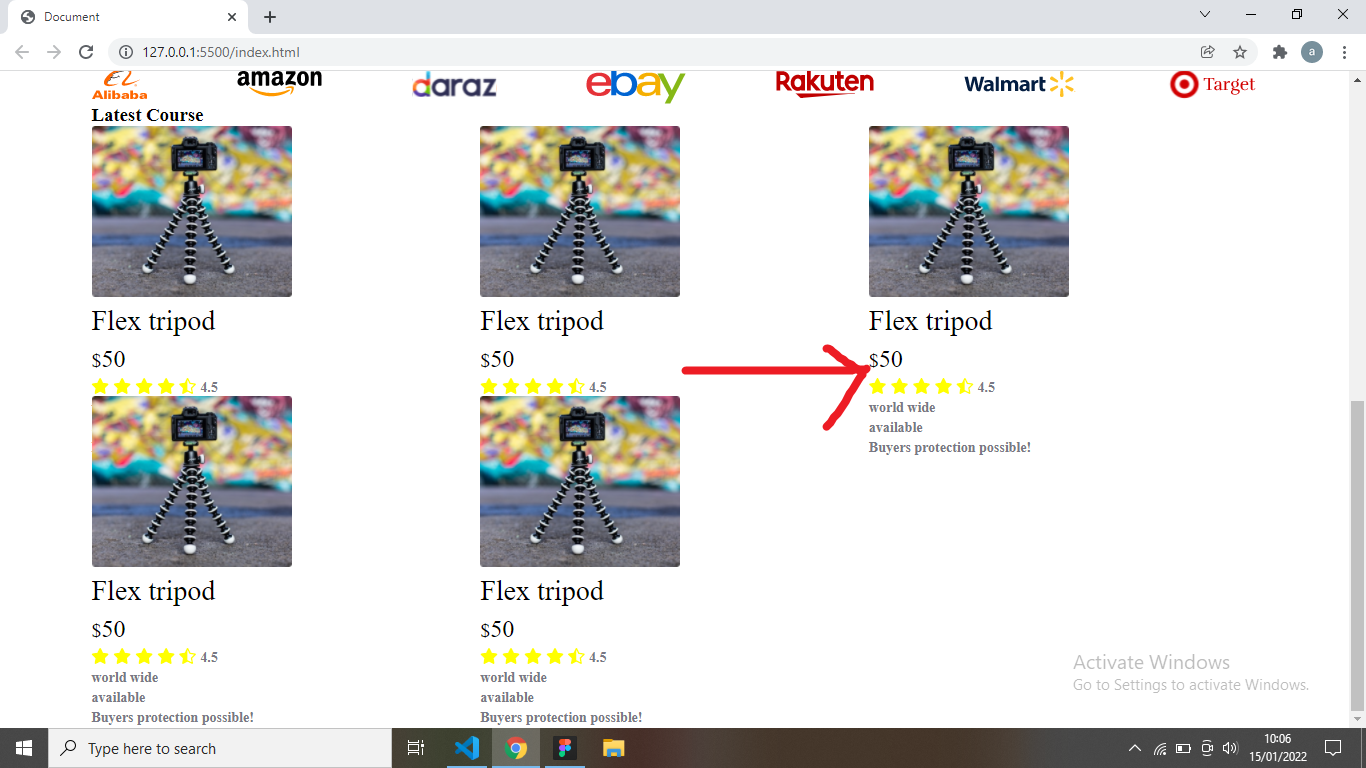 Document
127.0.0.1:5500/index.html
a
Alibaba amazon daraz ebay Rakuten Walmart Target
Latest Course
Flex tripod Flex tripod Flex tripod
$50 $50 $50
4.5 4.5 4.5
world wide
available
Buyers protection possible!
Flex tripod Flex tripod
$50 $50
4.5 4.5
world wide world wide
available available
Buyers protection possible! Buyers protection possible!
Activate Windows
Go to Settings to activate Windows.
Type here to search
10:06
15/01/2022